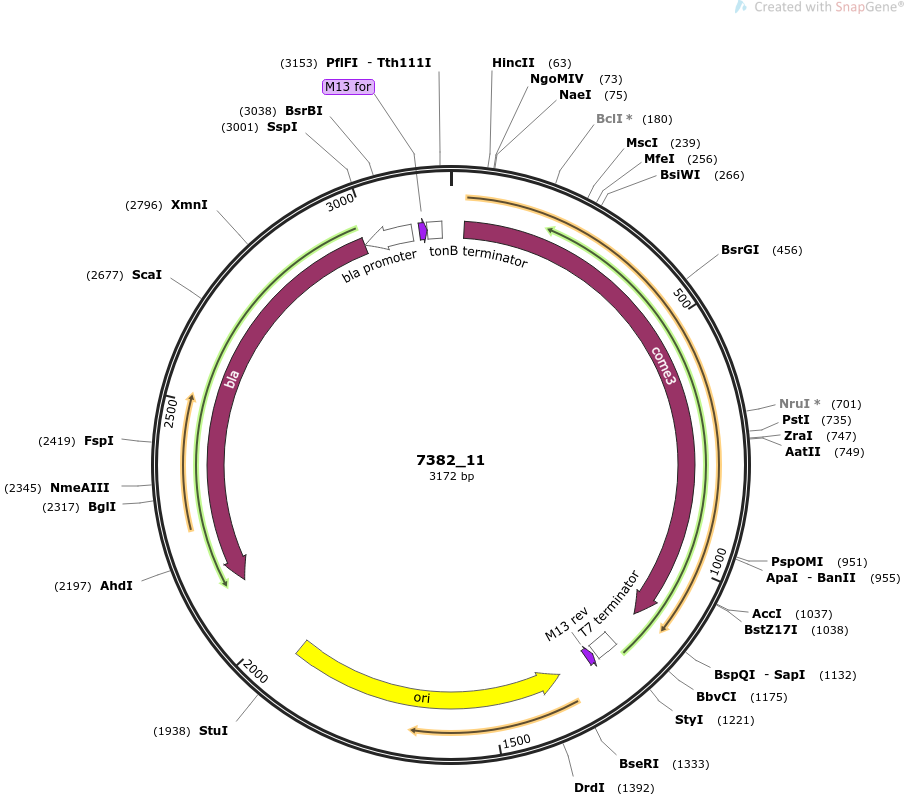 Created with SnapGene®
(3153) PflFI - Tth111I
M13 for
(3038) BsrBI
(3001) SspI
(2796) XmnI
(2677) ScaI
(2419) FspI
(2345) NmeAIII
(2317) BglI
(2197) AhdI
(1938) StuI
HincII (63)
NgoMIV (73)
NaeI (75)
BclI * (180)
MscI (239)
MfeI (256)
BsiWI (266)
BsrGI (456)
NruI * (701)
PstI (735)
ZraI (747)
AatII (749)
PspOMI (951)
ApaI - BanII (955)
AccI (1037)
BstZ17I (1038)
BspQI - SapI (1132)
BbvCI (1175)
StyI (1221)
BseRI (1333)
DrdI (1392)
500
1000
1500
2000
2500
3000
bla promoter
tonB terminator
come3
bla
T7 terminator
M13 rev
ori
7382_11
3172 bp